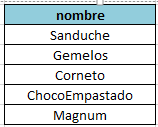 nombre
Sanduche
Gemelos
Corneto
ChocoEmpastado
Magnum